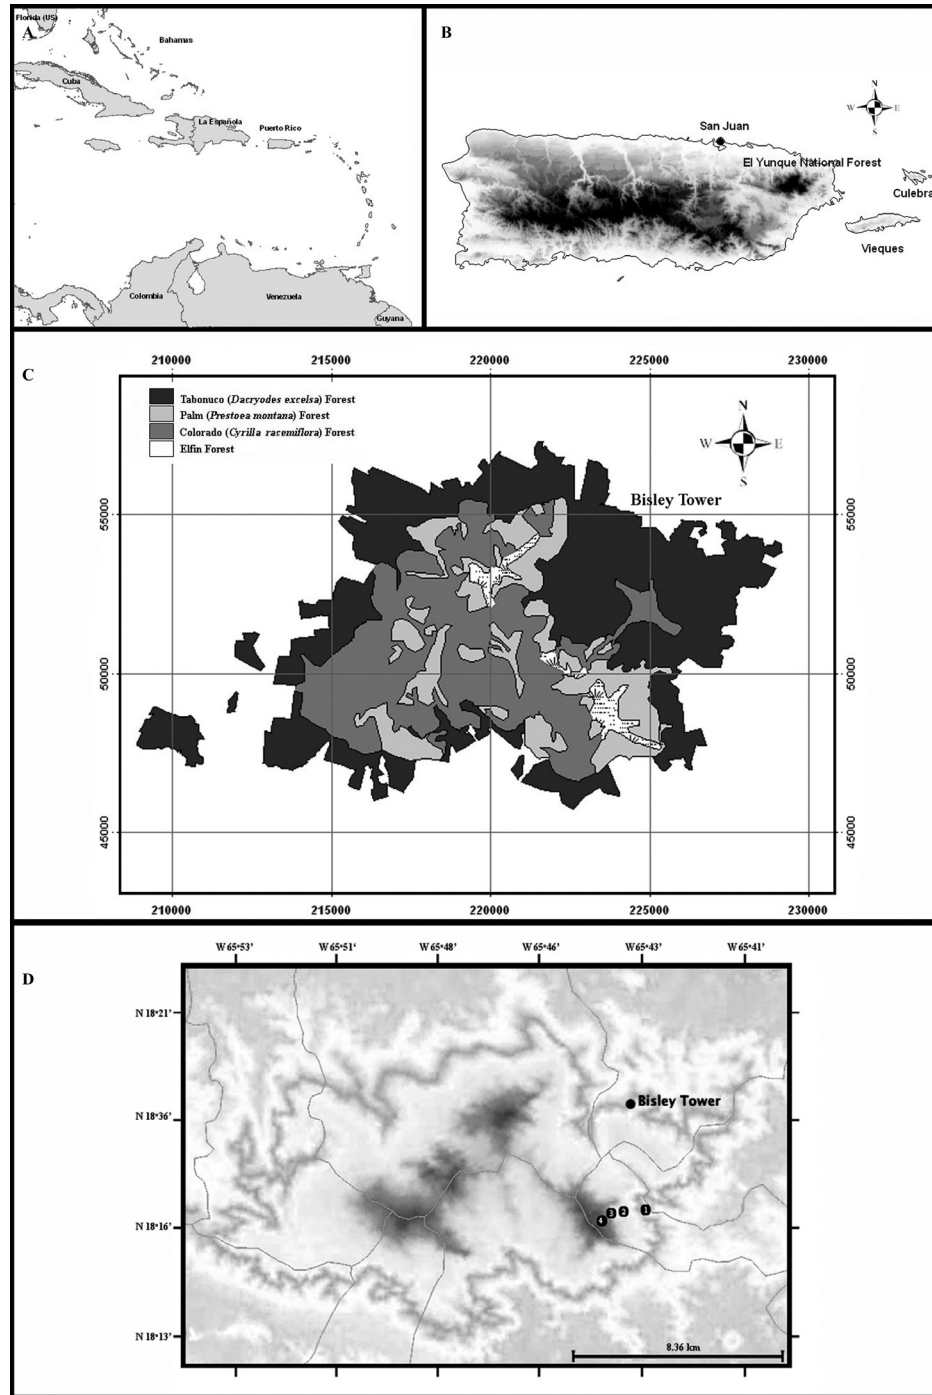 A
Florida (US)
Bahamas
Cuba
La Española
Puerto Rico
Colombia
Venezuela
Guyana
B
N
W E
S
San Juan
El Yunque National Forest
Culebra
Vieques
C
210000 215000 220000 225000 230000
Tabonuco (Dacryodes excelsa) Forest
Palm (Prestoea montana) Forest
Colorado (Cyrilla racemiflora) Forest
Elfin Forest
N
W E
S
Bisley Tower
55000 55000
50000 50000
45000 45000
210000 215000 220000 225000 230000
D
W 65°53' W 65°51' W 65°48' W 65°46' W 65°43' W 65°41'
N 18°21'
Bisley Tower
N 18°36'
4 3 2 1
N 18°16'
N 18°13'
8.36 km